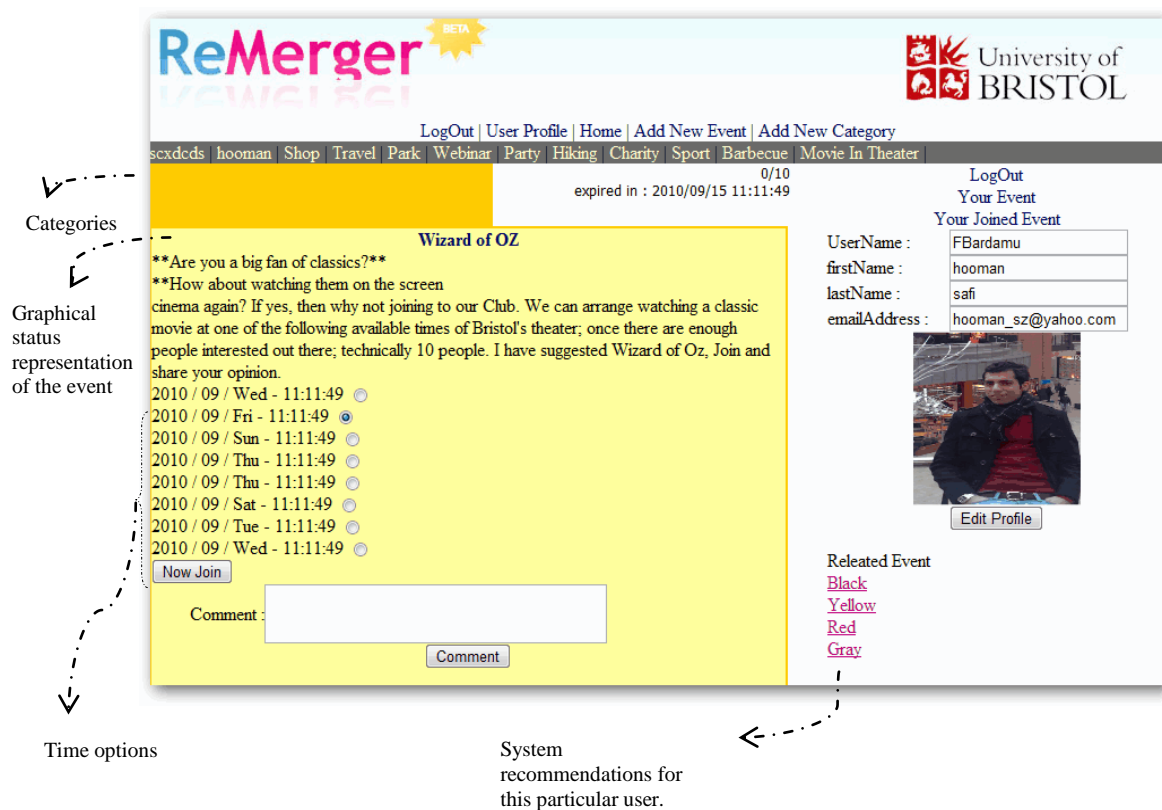 ReMerger
BETA
University of
BRISTOL
LogOut | User Profile | Home | Add New Event | Add New Category
scxdcds | hooman | Shop | Travel | Park | Webinar | Party | Hiking | Charity | Sport | Barbecue | Movie In Theater |
0/10
expired in : 2010/09/15 11:11:49
Wizard of OZ
**Are you a big fan of classics?**
**How about watching them on the screen
cinema again? If yes, then why not joining to our Club. We can arrange watching a classic
movie at one of the following available times of Bristol's theater; once there are enough
people interested out there; technically 10 people. I have suggested Wizard of Oz, Join and
share your opinion.
2010 / 09 / Wed - 11:11:49
2010 / 09 / Fri - 11:11:49
2010 / 09 / Sun - 11:11:49
2010 / 09 / Thu - 11:11:49
2010 / 09 / Thu - 11:11:49
2010 / 09 / Sat - 11:11:49
2010 / 09 / Tue - 11:11:49
2010 / 09 / Wed - 11:11:49
Now Join
Comment :
Comment
LogOut
Your Event
Your Joined Event
UserName : FBardamu
firstName : hooman
lastName : safi
emailAddress : hooman_sz@yahoo.com
Edit Profile
Releated Event
Black
Yellow
Red
Gray
Categories
Graphical
status
representation
of the event
Time options
System
recommendations for
this particular user.